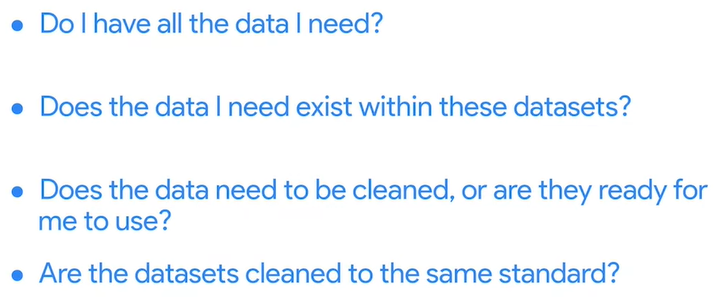 • Do I have all the data I need?
• Does the data I need exist within these datasets?
• Does the data need to be cleaned, or are they ready for
me to use?
• Are the datasets cleaned to the same standard?